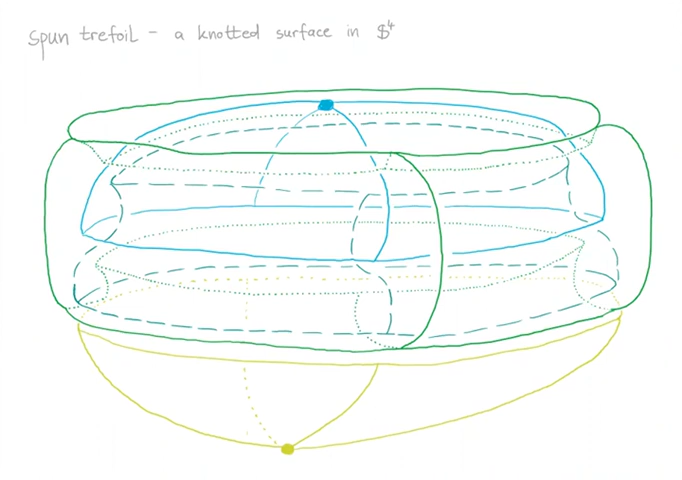 spun trefoil - a knotted surface in $⁴